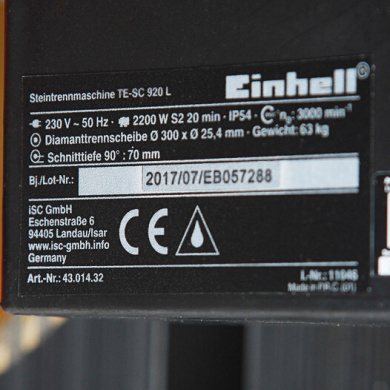 Einhell
Steintrennmaschine TE-SC 920 L
230 V ~ 50 Hz · 2200 W S2 20 min · IP54 · n₀: 3000 min⁻¹
Diamanttrennscheibe Ø 300 x Ø 25,4 mm · Gewicht: 63 kg
Schnitttiefe 90° : 70 mm
Bj./Lot-Nr.: 2017/07/EB057288
iSC GmbH
Eschenstraße 6
94405 Landau/Isar
www.isc-gmbh.info
Germany
CE
Art.-Nr.: 43.014.32
I.-Nr.: 11046
Made in P.R.C.